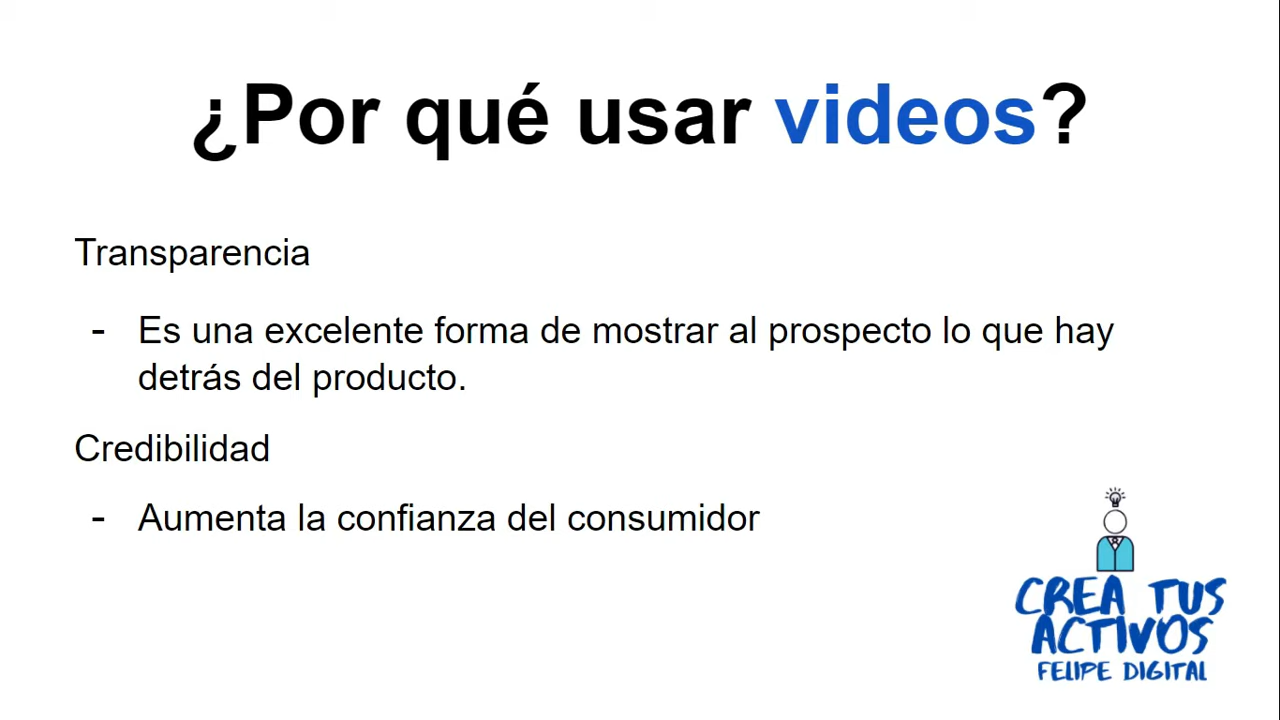 ¿Por qué usar videos?
Transparencia
- Es una excelente forma de mostrar al prospecto lo que hay
detrás del producto.
Credibilidad
- Aumenta la confianza del consumidor
CREA TUS
ACTIVOS
FELIPE DIGITAL